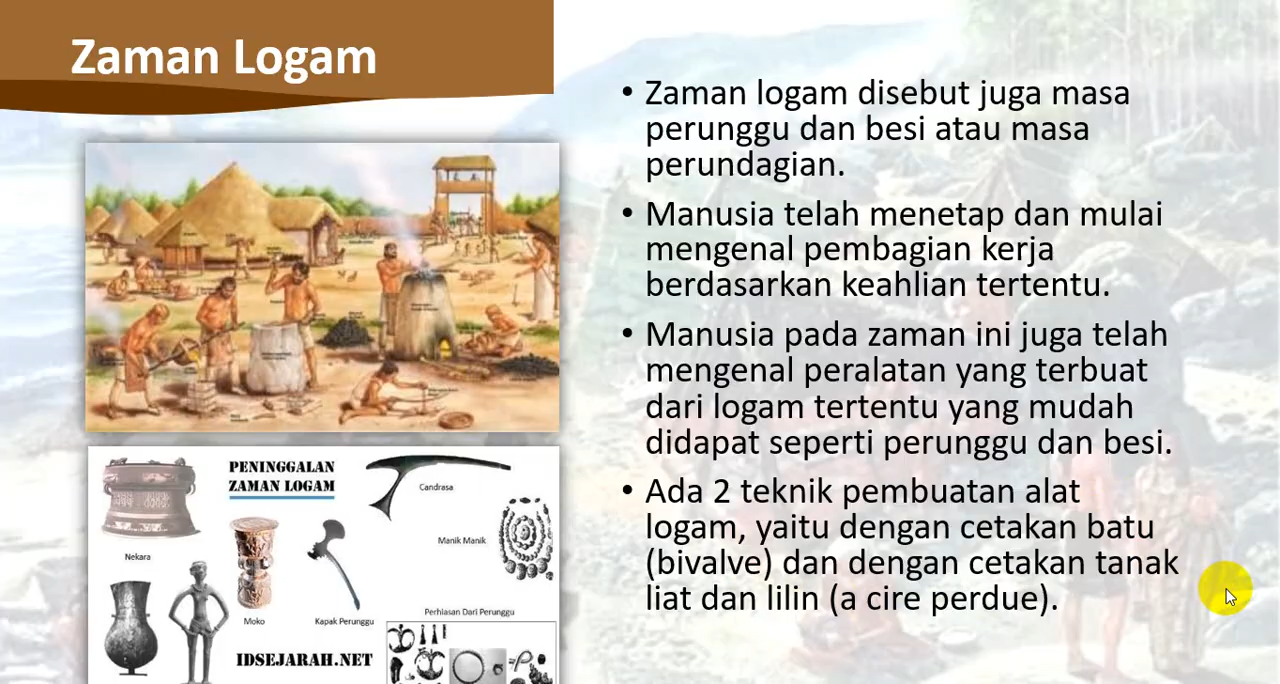 Zaman Logam
• Zaman logam disebut juga masa
perunggu dan besi atau masa
perundagian.
• Manusia telah menetap dan mulai
mengenal pembagian kerja
berdasarkan keahlian tertentu.
• Manusia pada zaman ini juga telah
mengenal peralatan yang terbuat
dari logam tertentu yang mudah
didapat seperti perunggu dan besi.
• Ada 2 teknik pembuatan alat
logam, yaitu dengan cetakan batu
(bivalve) dan dengan cetakan tanak
liat dan lilin (a cire perdue).
PENINGGALAN
ZAMAN LOGAM
Candrasa
Manik Manik
Nekara
Moko
Kapak Perunggu
Perhiasan Dari Perunggu
IDSEJARAH.NET